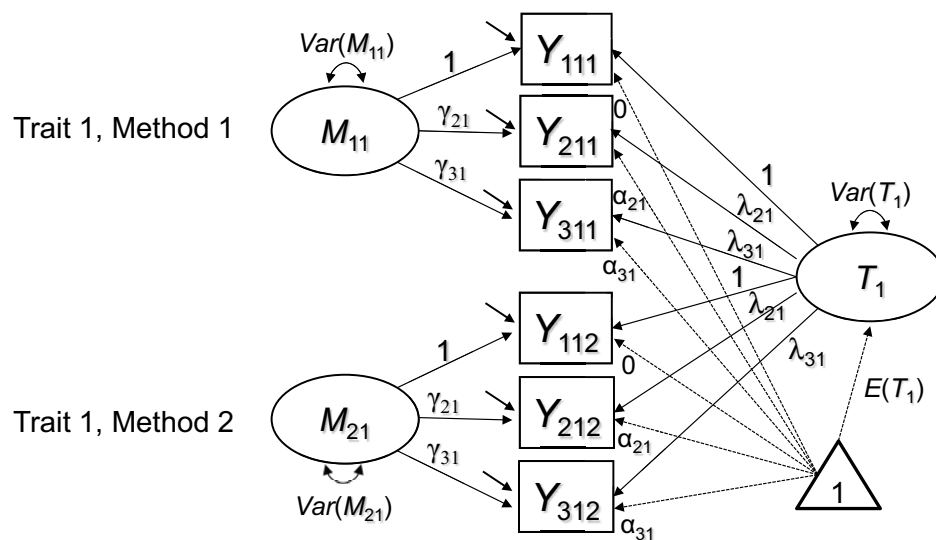 Var(M₁₁)
1
Y₁₁₁
Trait 1, Method 1
M₁₁
γ₂₁
0
Y₂₁₁
γ₃₁
1
α₂₁
λ₂₁
Var(T₁)
Y₃₁₁
λ₃₁
α₃₁
1
T₁
λ₂₁
Y₁₁₂
1
0
λ₃₁
E(T₁)
Trait 1, Method 2
M₂₁
γ₂₁
Y₂₁₂
α₂₁
γ₃₁
Var(M₂₁)
Y₃₁₂
1
α₃₁